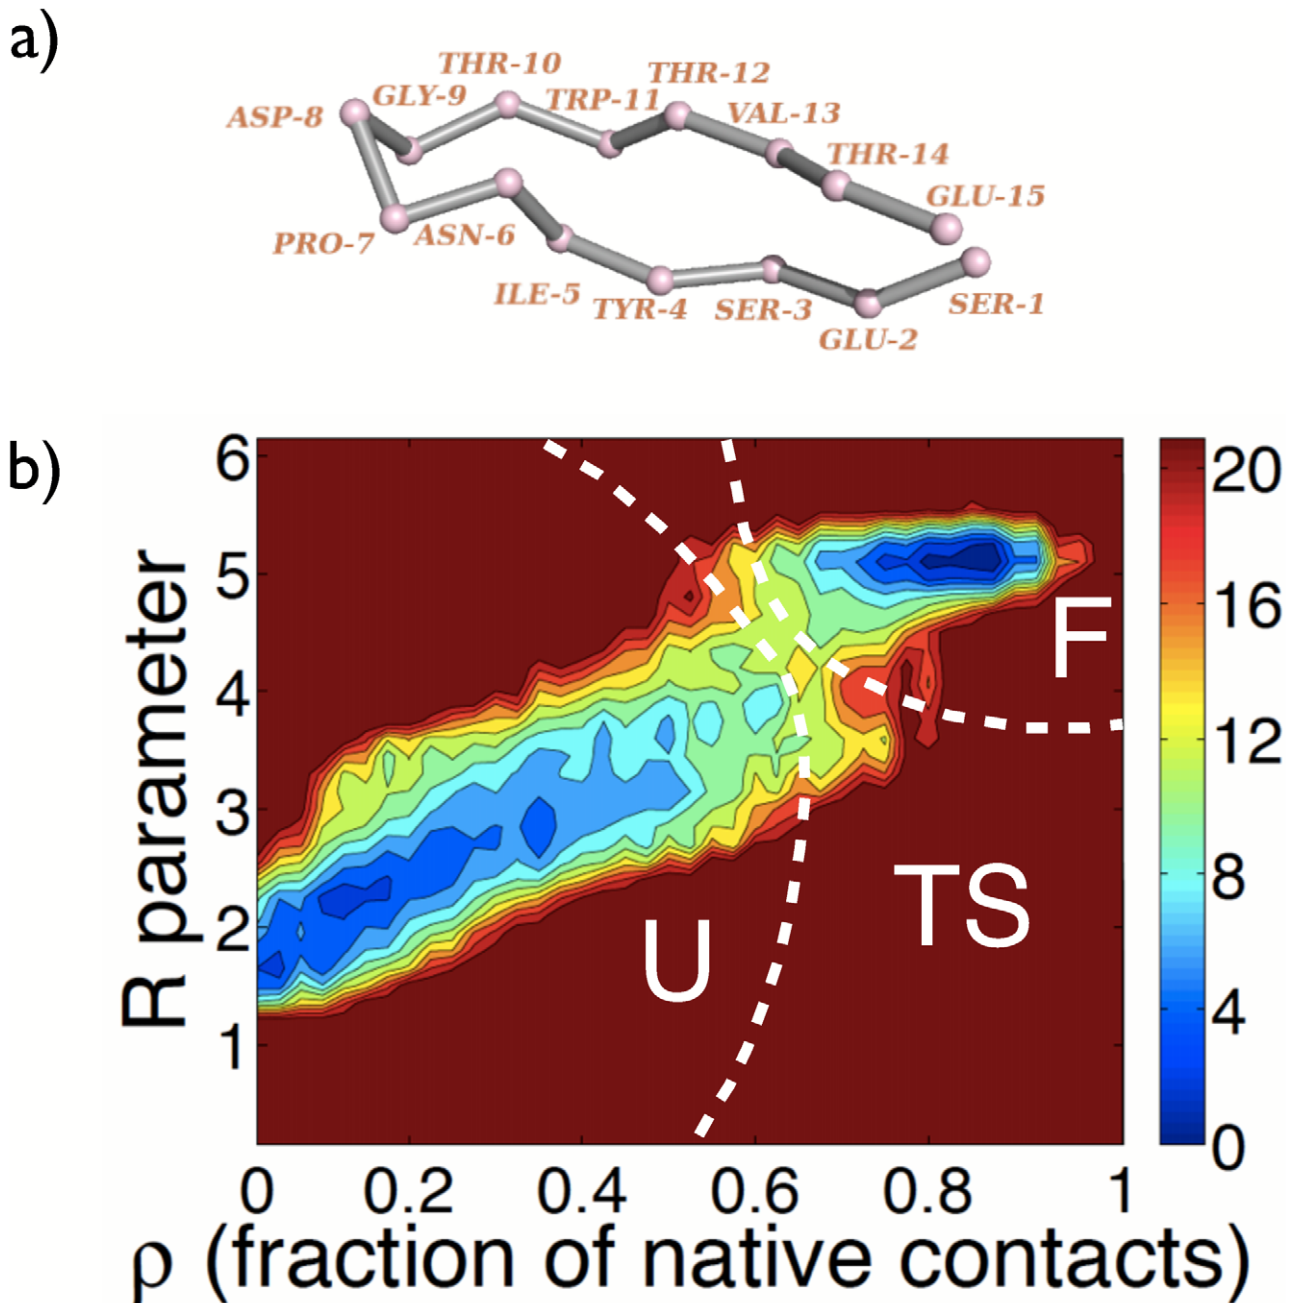 a)
THR-10
THR-12
ASP-8
GLY-9
TRP-11
VAL-13
THR-14
GLU-15
PRO-7
ASN-6
ILE-5
TYR-4
SER-3
SER-1
GLU-2
b)
6
5
4
3
2
1
R parameter
F
TS
U
20
16
12
8
4
0
0 0.2 0.4 0.6 0.8 1
ρ (fraction of native contacts)